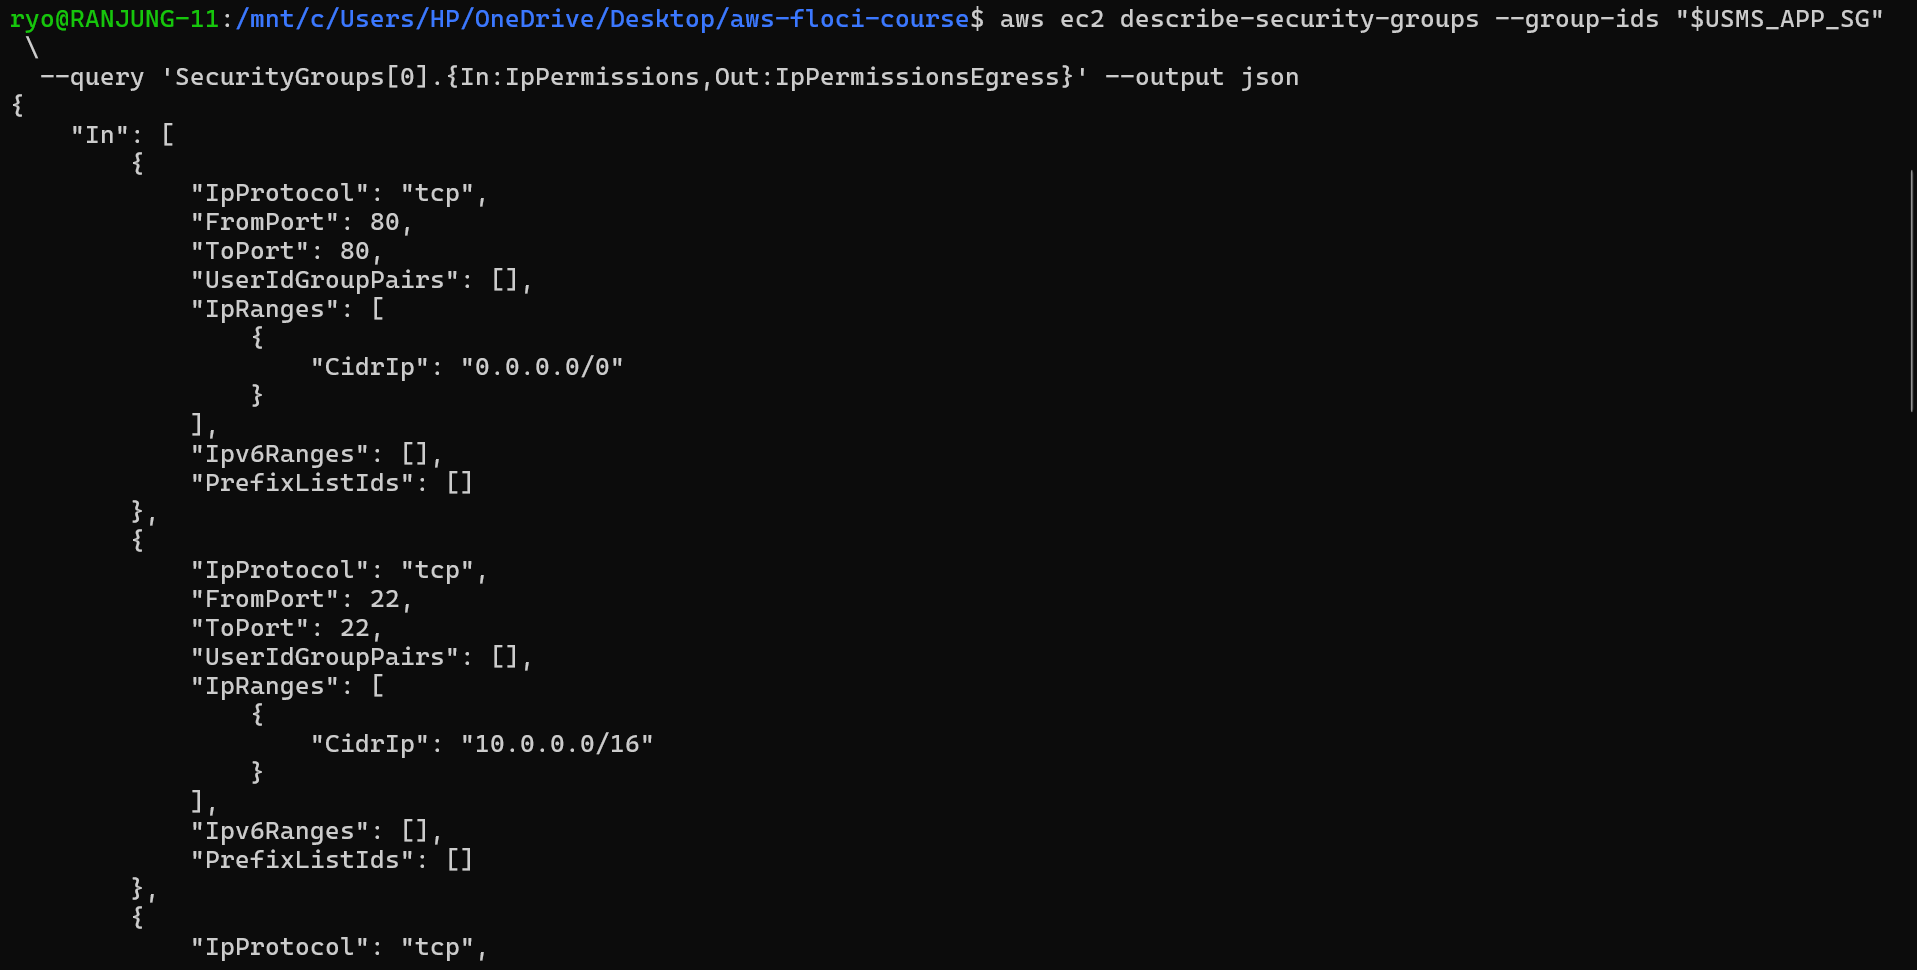 ryo@RANJUNG-11:/mnt/c/Users/HP/OneDrive/Desktop/aws-floci-course$ aws ec2 describe-security-groups --group-ids "$USMS_APP_SG"
 \
  --query 'SecurityGroups[0].{In:IpPermissions,Out:IpPermissionsEgress}' --output json
{
    "In": [
        {
            "IpProtocol": "tcp",
            "FromPort": 80,
            "ToPort": 80,
            "UserIdGroupPairs": [],
            "IpRanges": [
                {
                    "CidrIp": "0.0.0.0/0"
                }
            ],
            "Ipv6Ranges": [],
            "PrefixListIds": []
        },
        {
            "IpProtocol": "tcp",
            "FromPort": 22,
            "ToPort": 22,
            "UserIdGroupPairs": [],
            "IpRanges": [
                {
                    "CidrIp": "10.0.0.0/16"
                }
            ],
            "Ipv6Ranges": [],
            "PrefixListIds": []
        },
        {
            "IpProtocol": "tcp",